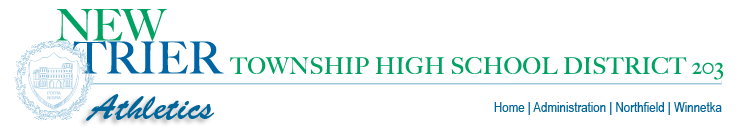 NEW
TRIER TOWNSHIP HIGH SCHOOL DISTRICT 203
Athletics
Home | Administration | Northfield | Winnetka